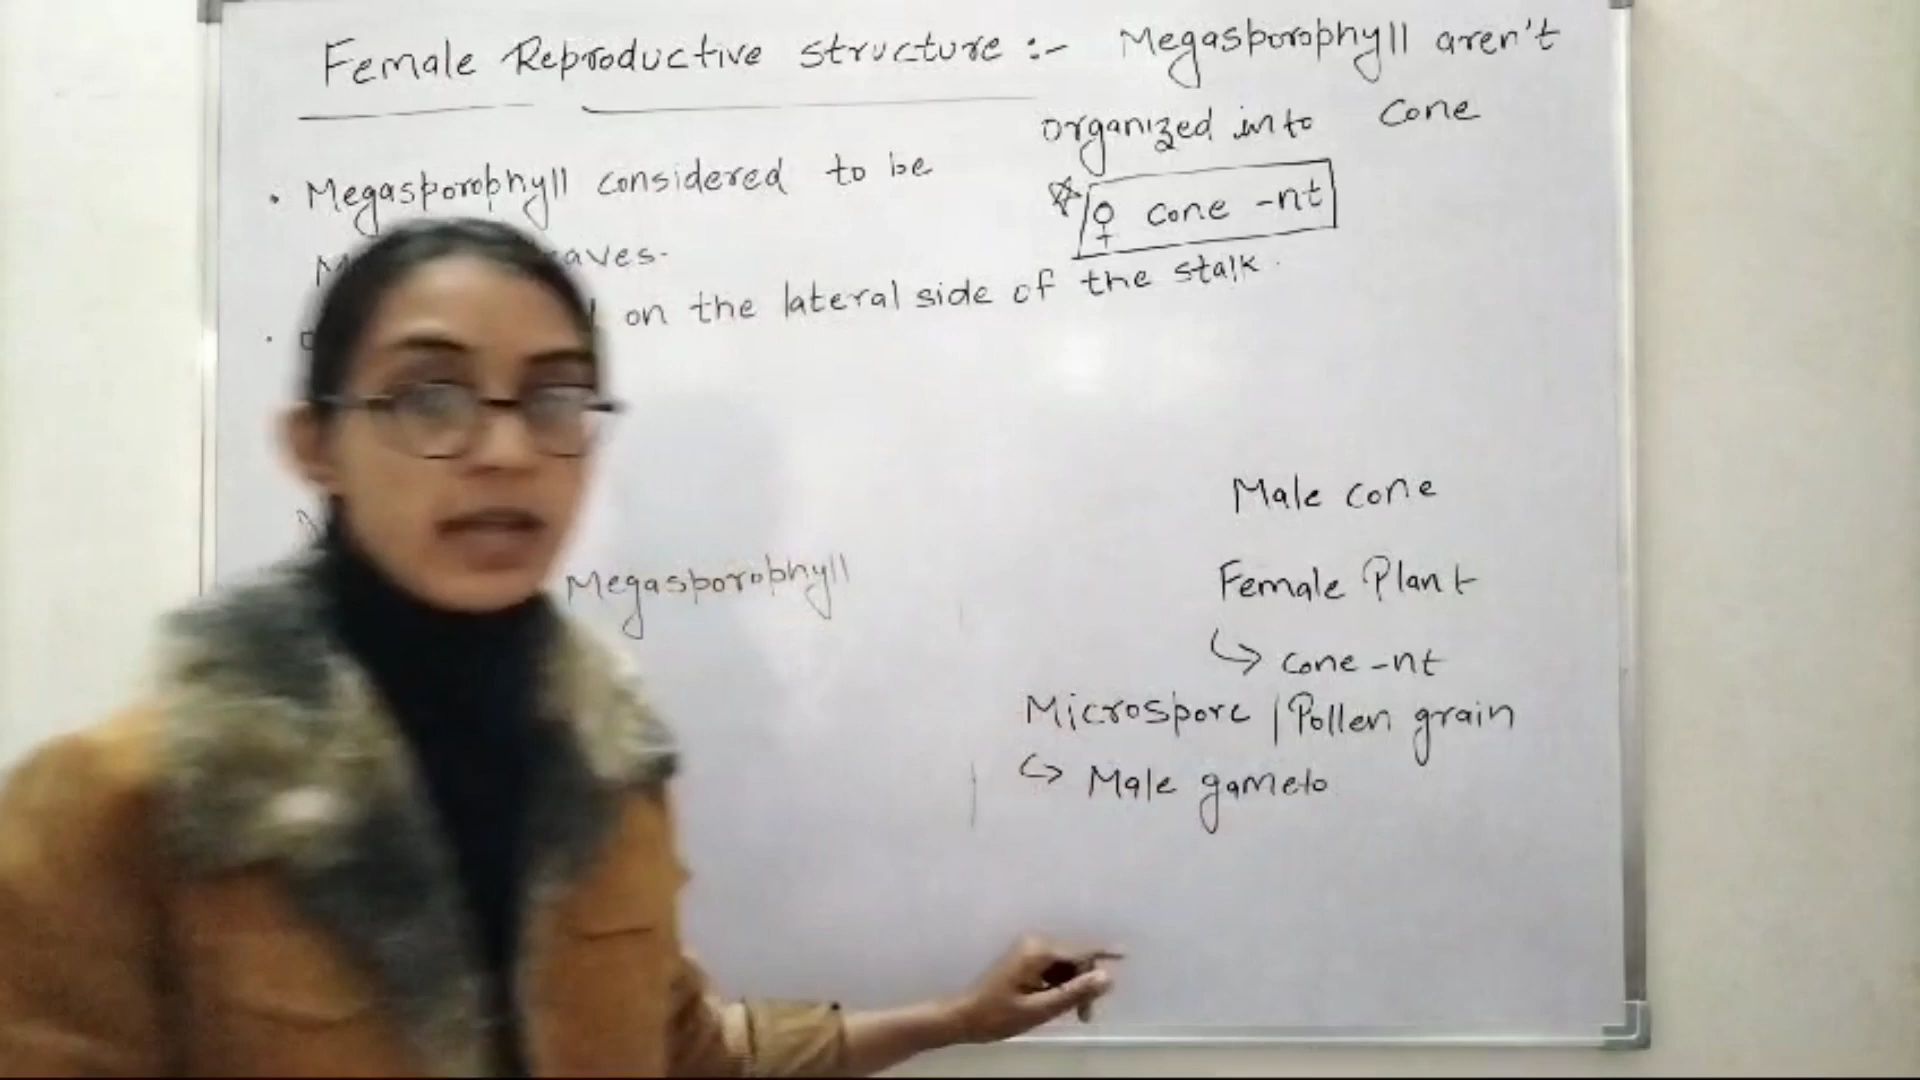 Female Reproductive structure :- Megasporophyll aren't
organized into cone
• Megasporophyll considered to be
♀ cone -nt
aves.
on the lateral side of the stalk.
Male cone
Megasporophyll
Female Plant
↳ cone -nt
Microspore | Pollen grain
↳ Male gameto